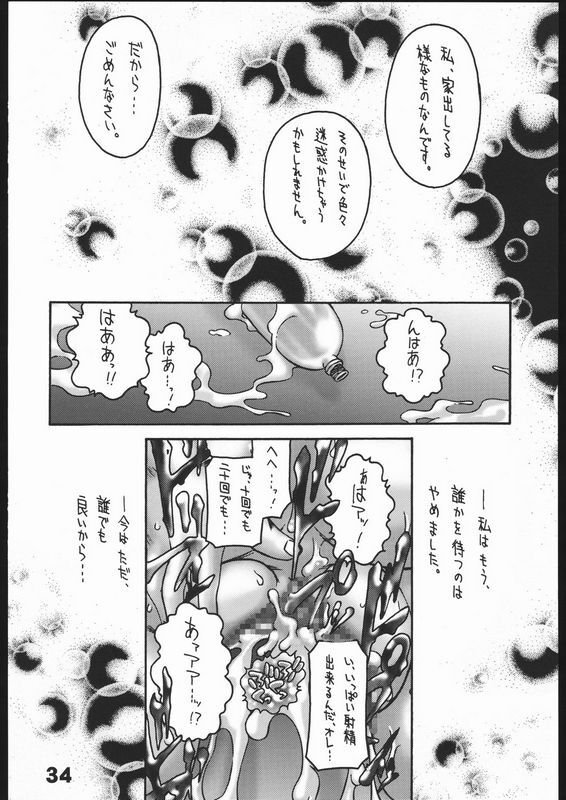 私、家出してる
様なものなんです。
そのせいで色々
迷惑かけちゃう
かもしれません。
だから…
ごめんなさい。
んはあ!?
はあ…っ!
はああっ!!
―私はもう、
誰かを待つのは
やめました。
あはアッ!
へへ…っ!
じゅ、十回でも
二十回でも…
い、いっぱい射精
出来るんだ、オレ…
あァアア…ッ!?
―今はただ、
誰でも
良いから…
34